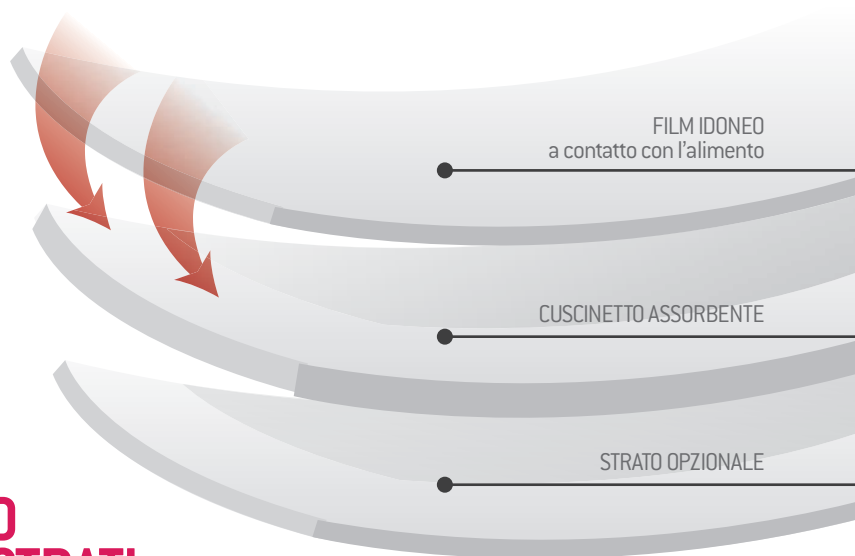 FILM IDONEO
a contatto con l'alimento
CUSCINETTO ASSORBENTE
STRATO OPZIONALE